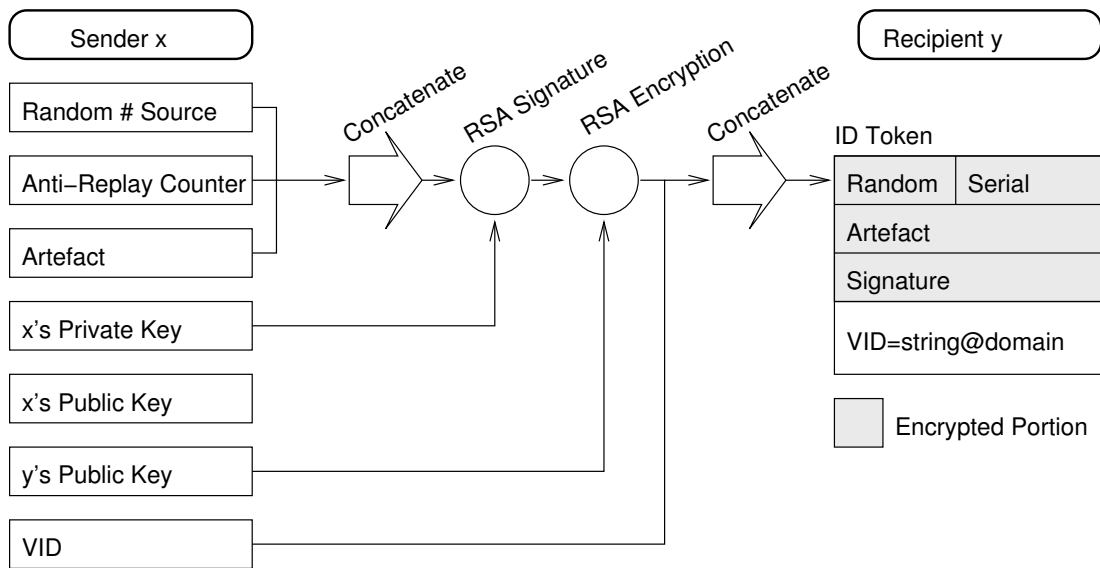 Sender x
Recipient y
Random # Source
Anti−Replay Counter
Artefact
x's Private Key
x's Public Key
y's Public Key
VID
Concatenate
RSA Signature
RSA Encryption
Concatenate
ID Token
Random
Serial
Artefact
Signature
VID=string@domain
Encrypted Portion